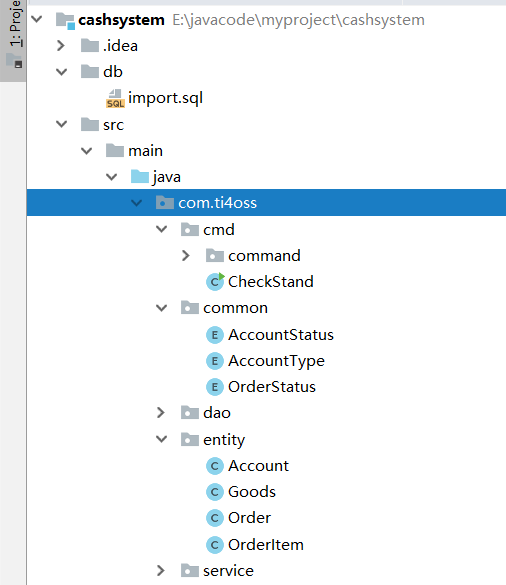 1: Proje
cashsystem E:\javacode\myproject\cashsystem
.idea
db
SQL import.sql
src
main
java
com.ti4oss
cmd
command
C CheckStand
common
E AccountStatus
E AccountType
E OrderStatus
dao
entity
C Account
C Goods
C Order
C OrderItem
service